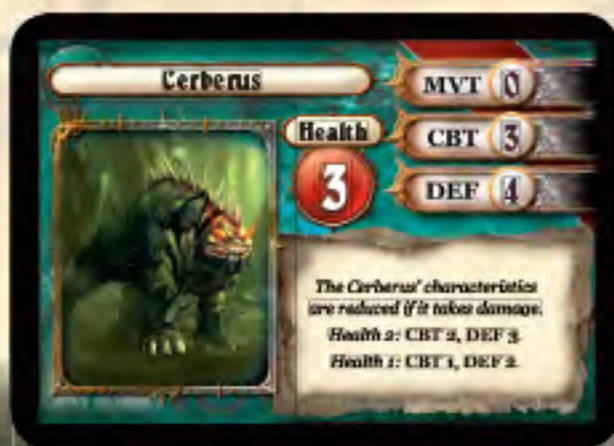 Cerberus
MVT 0
Health
CBT 3
3
DEF 4
The Cerberus' characteristics
are reduced if it takes damage.
Health 2: CBT 2, DEF 3.
Health 1: CBT 1, DEF 2.